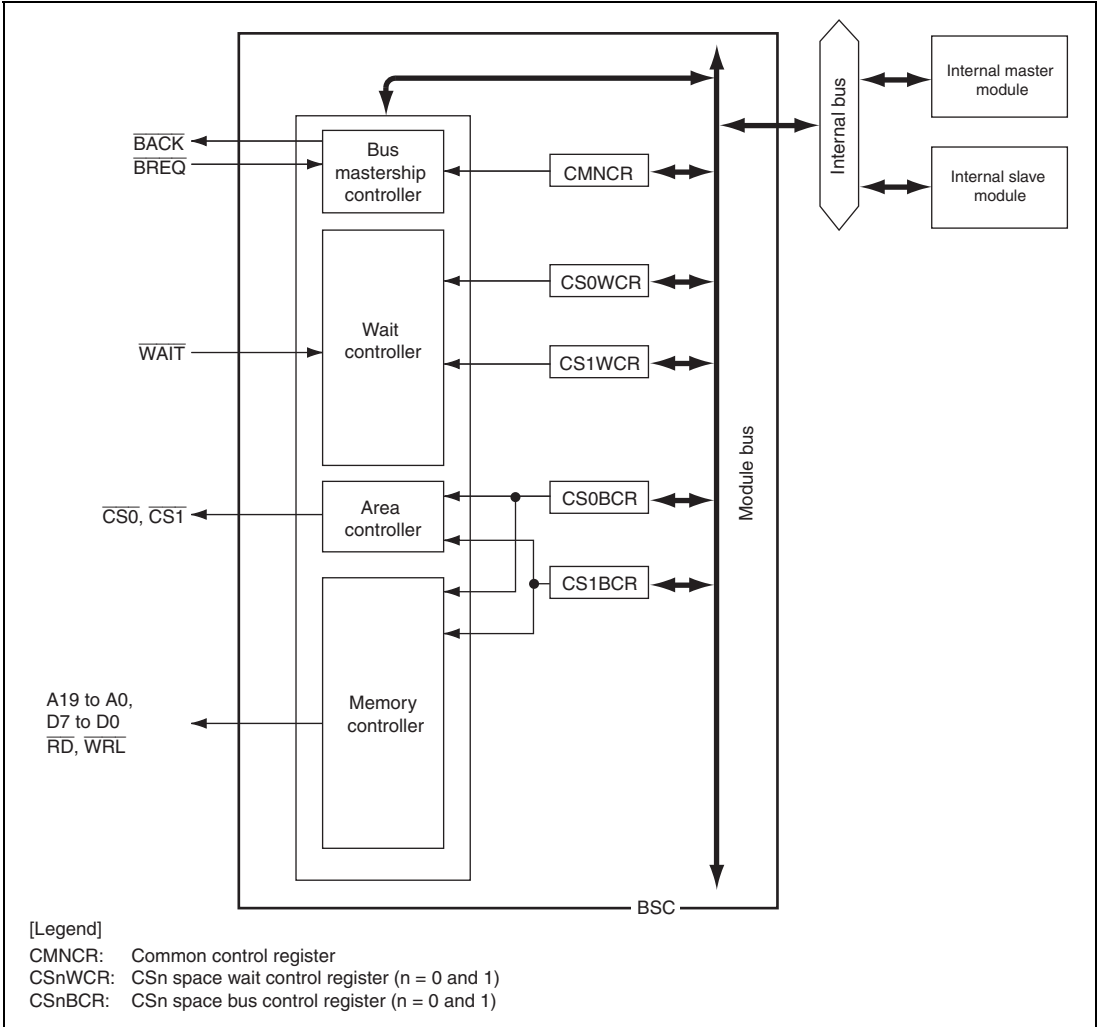 BACK
BREQ
Bus
mastership
controller
CMNCR
Internal bus
Internal master
module
Internal slave
module
WAIT
Wait
controller
CS0WCR
CS1WCR
Module bus
CS0, CS1
Area
controller
CS0BCR
CS1BCR
A19 to A0,
D7 to D0
RD, WRL
Memory
controller
BSC
[Legend]
CMNCR: Common control register
CSnWCR: CSn space wait control register (n = 0 and 1)
CSnBCR: CSn space bus control register (n = 0 and 1)